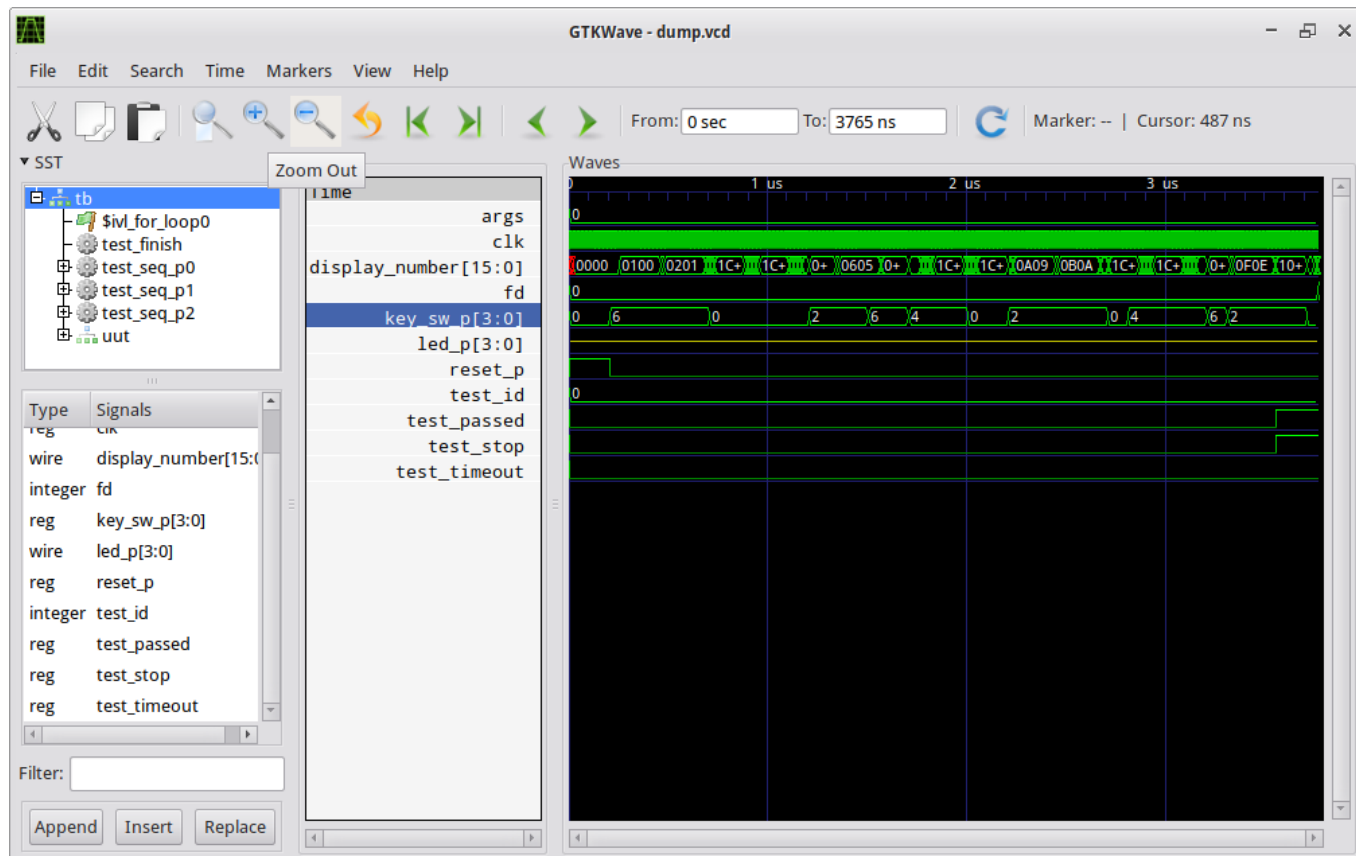 GTKWave - dump.vcd
File Edit Search Time Markers View Help
From: 0 sec To: 3765 ns Marker: -- | Cursor: 487 ns
Zoom Out
SST
tb
$ivl_for_loop0
test_finish
test_seq_p0
test_seq_p1
test_seq_p2
uut
Type Signals
reg clk
wire display_number[15:0
integer fd
reg key_sw_p[3:0]
wire led_p[3:0]
reg reset_p
integer test_id
reg test_passed
reg test_stop
reg test_timeout
Filter:
Append Insert Replace
Time
args
clk
display_number[15:0]
fd
key_sw_p[3:0]
led_p[3:0]
reset_p
test_id
test_passed
test_stop
test_timeout
Waves
0 1 us 2 us 3 us
0
0000 0100 0201 1C+ 1C+ 0+ 0605 0+ 1C+ 1C+ 0A09 0B0A 1C+ 1C+ 0+ 0F0E 10+
0
0 6 0 2 6 4 0 2 0 4 6 2
0